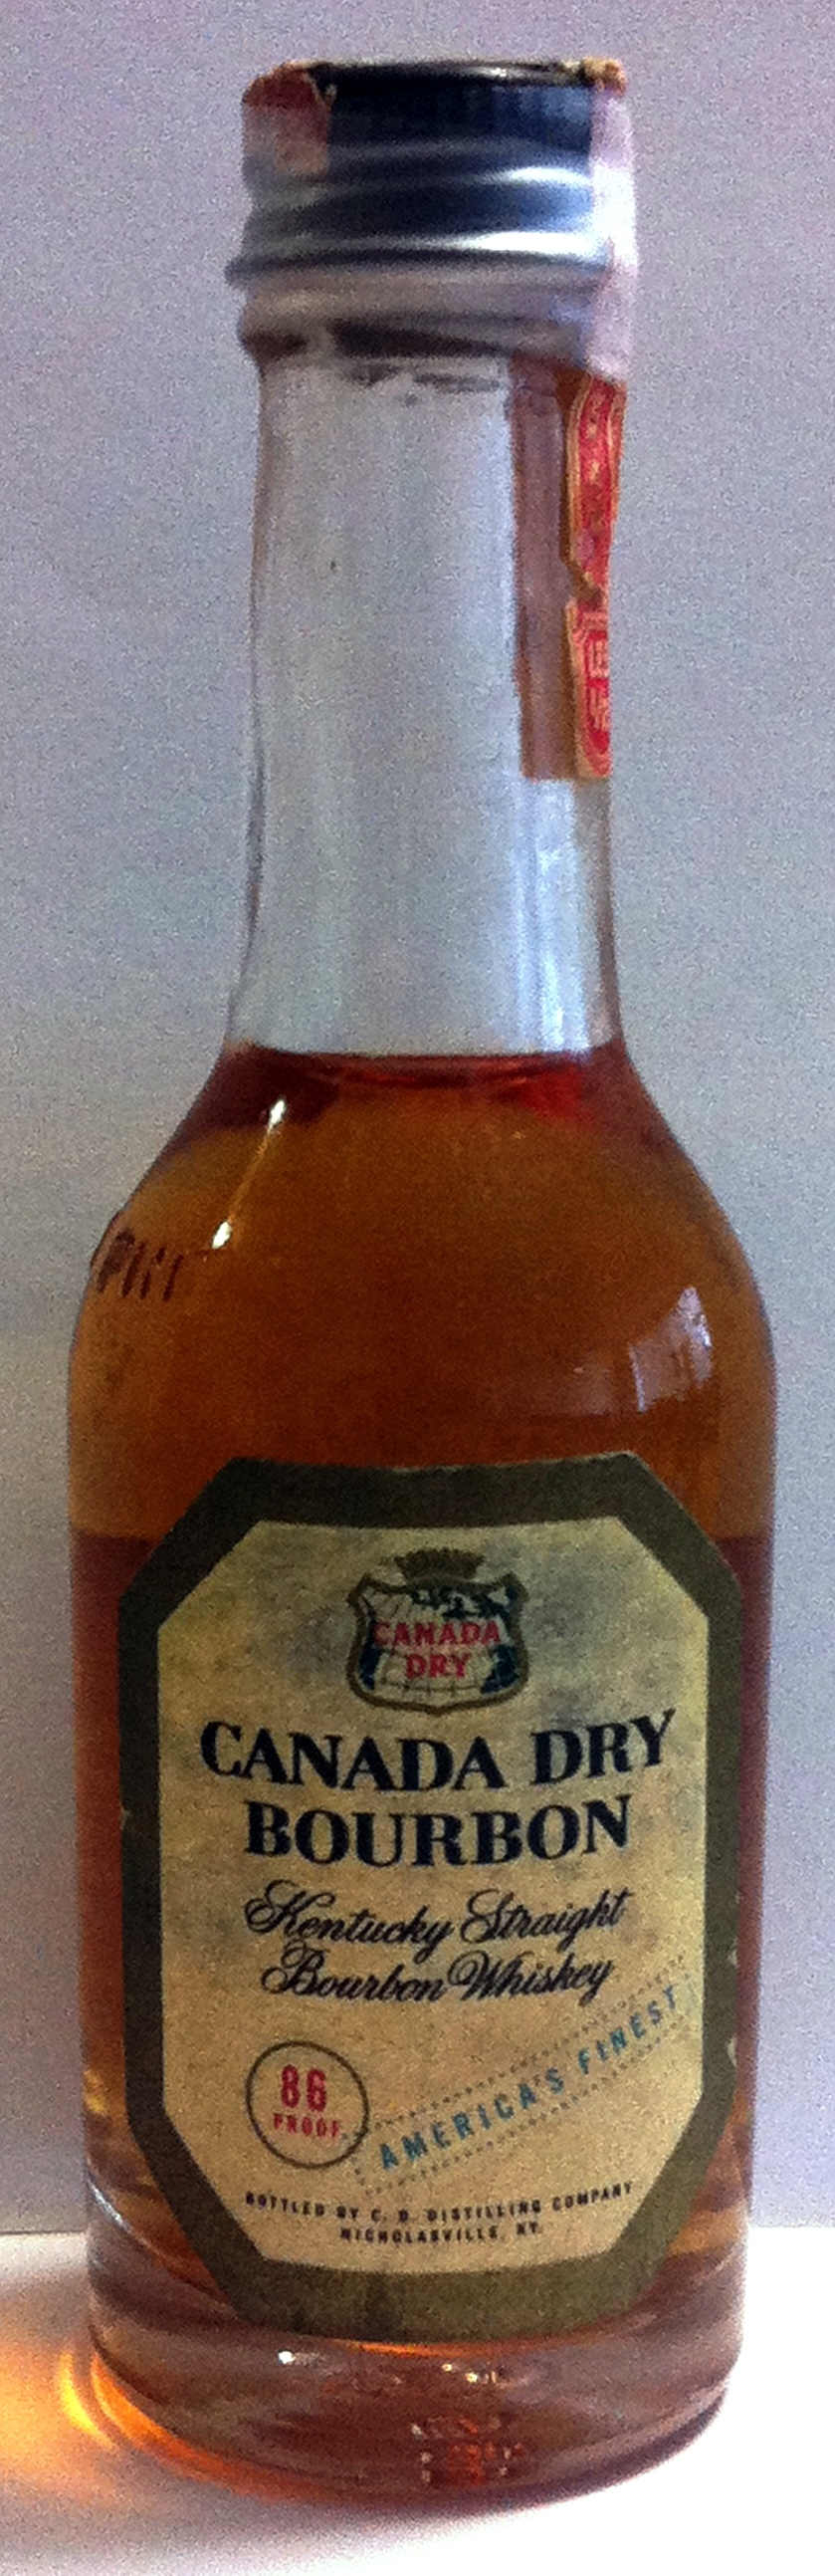 CANADA
DRY
CANADA DRY
BOURBON
Kentucky Straight
Bourbon Whiskey
86
PROOF
AMERICA'S FINEST
BOTTLED BY C. D. DISTILLING COMPANY
NICHOLASVILLE, KY.